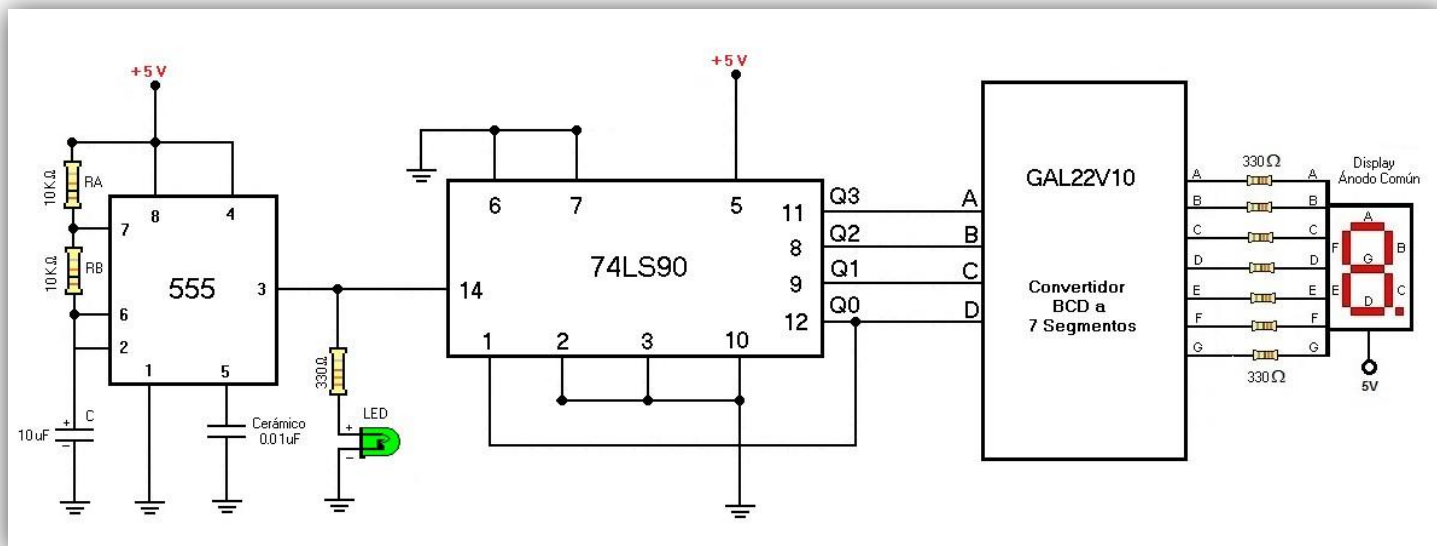 +5 V
10KΩ
RA
10KΩ
RB
8
4
7
555
3
6
2
1
5
+
C
10uF
−
Cerámico
0.01uF
330Ω
LED
+
−
+5 V
6
7
5
74LS90
14
11
8
9
12
1
2
3
10
Q3
Q2
Q1
Q0
A
B
C
D
GAL22V10
Convertidor
BCD a
7 Segmentos
A
B
C
D
E
F
G
330Ω
330Ω
A
B
C
D
E
F
G
Display
Ánodo Común
A
F
B
G
E
C
D
5V